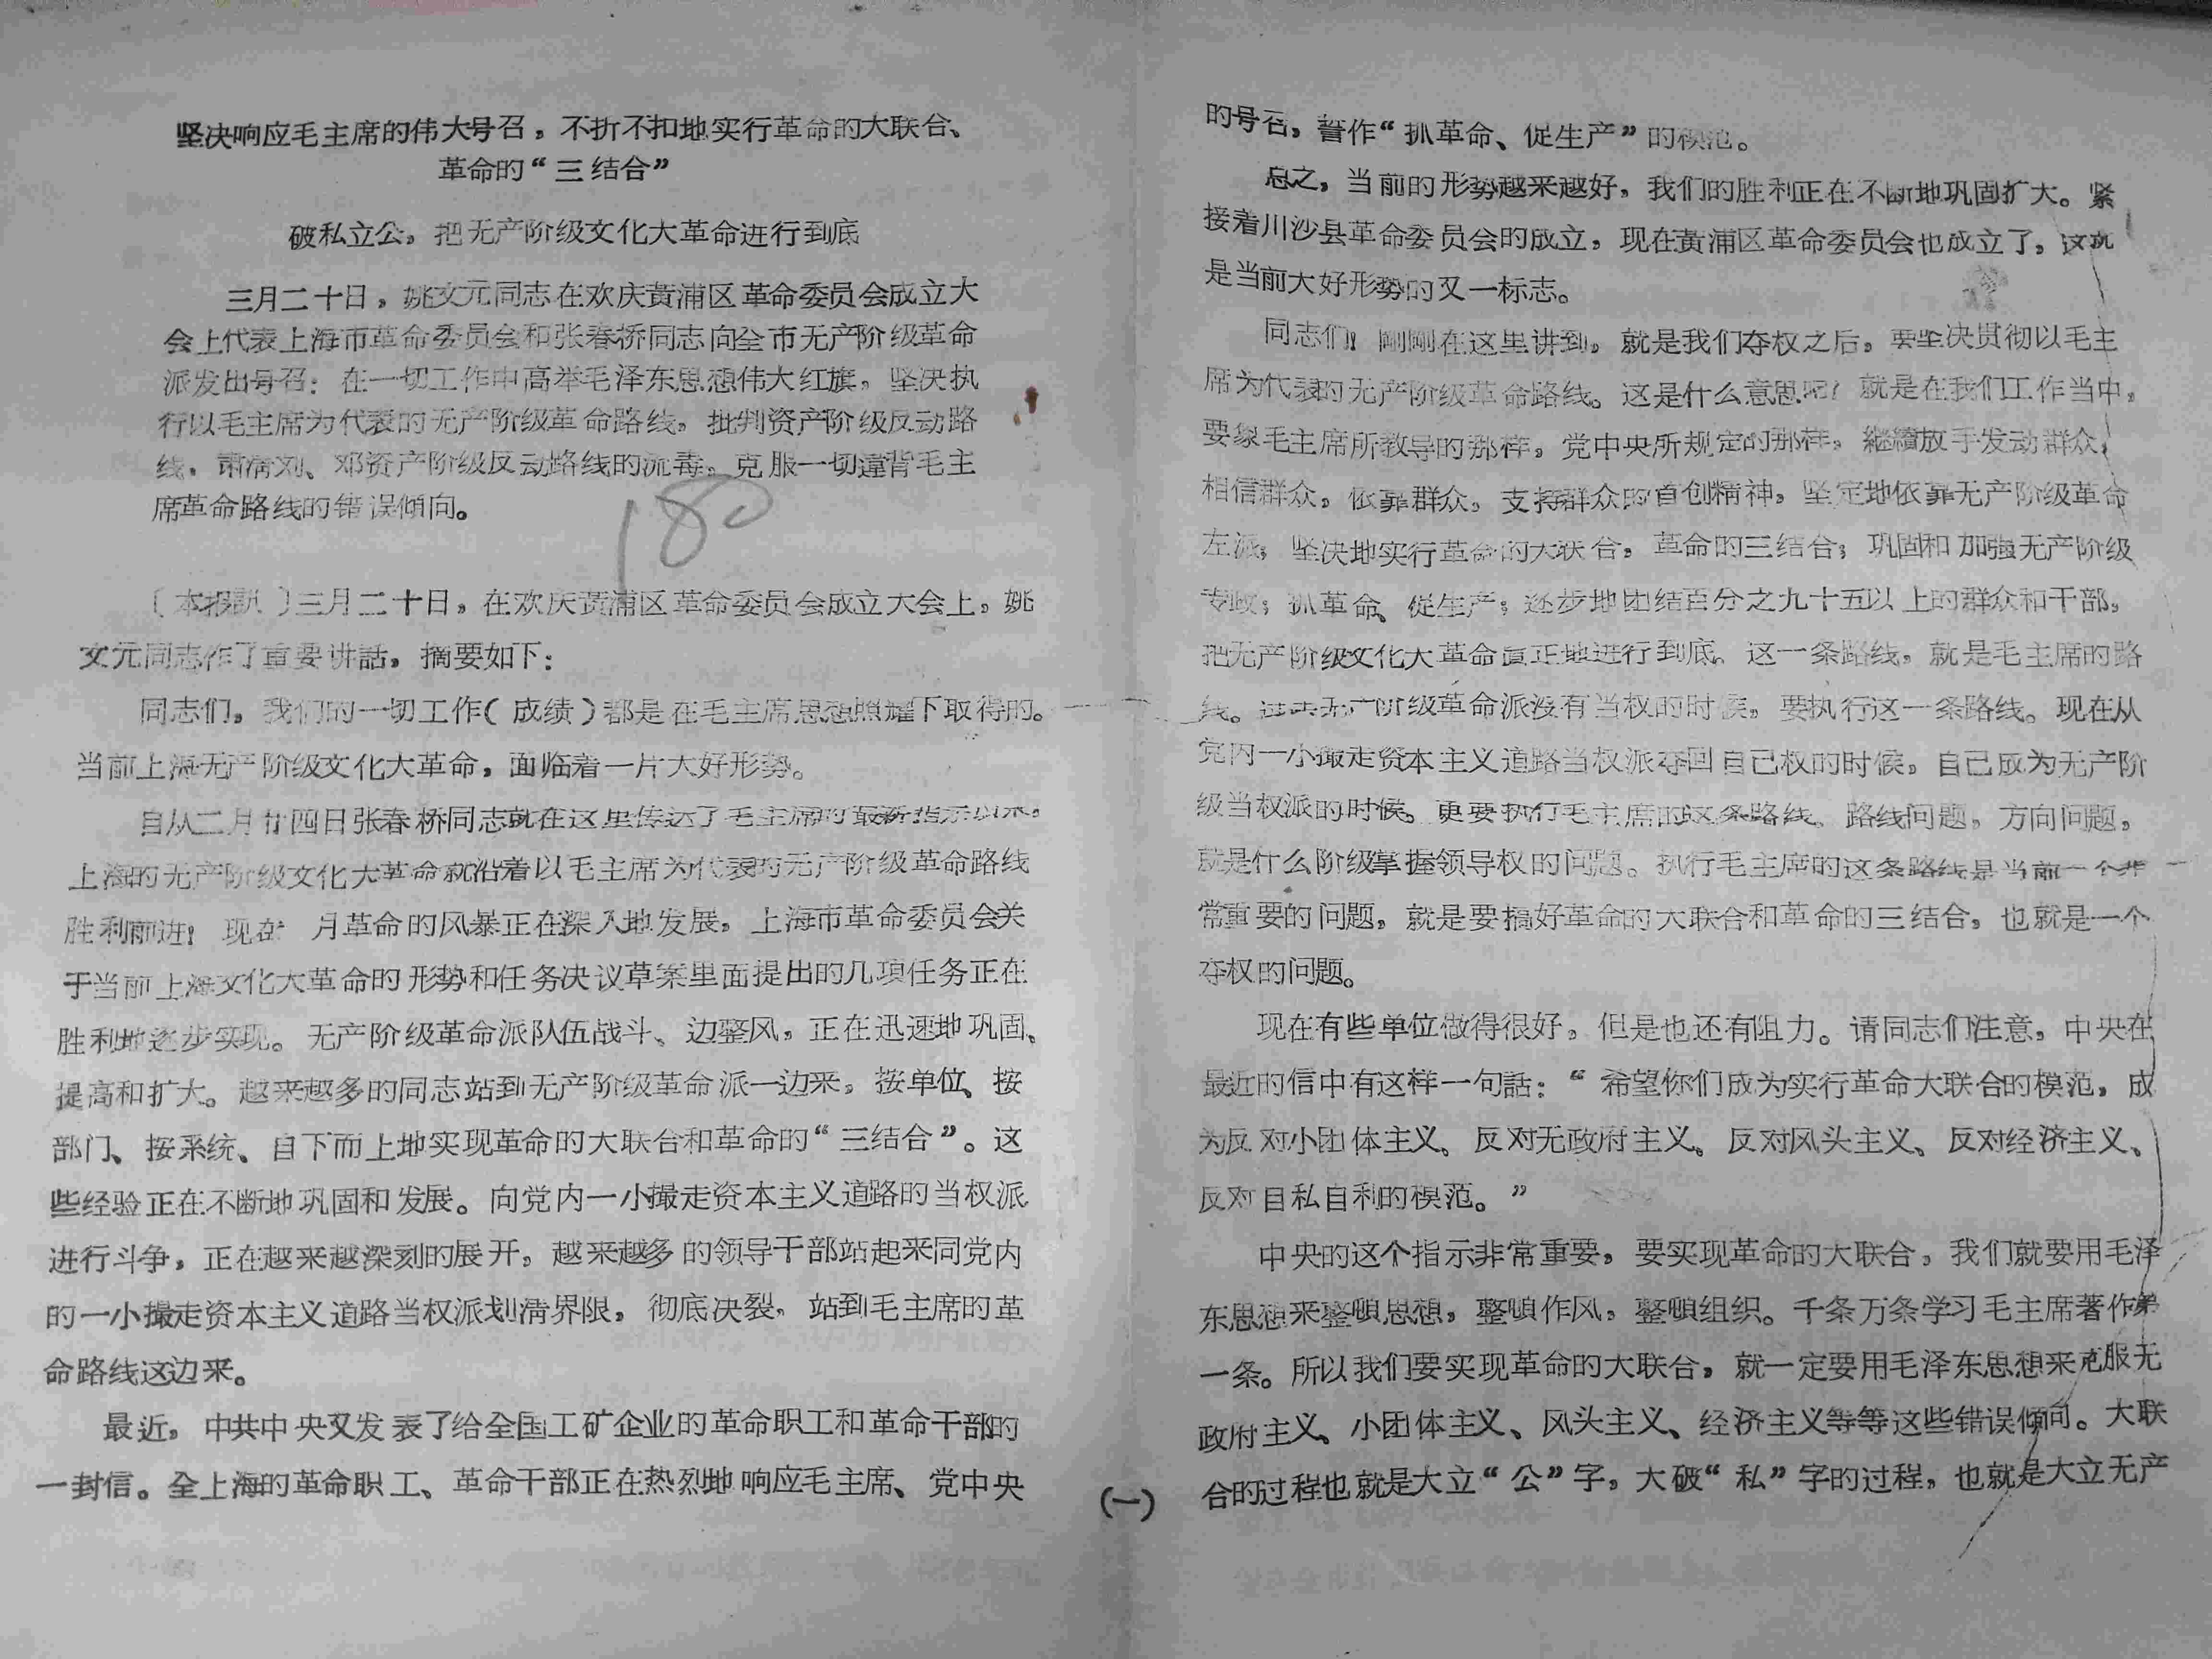 坚决响应毛主席的伟大号召，不折不扣地实行革命的大联合、
革命的“三结合”
破私立公，把无产阶级文化大革命进行到底
三月二十日，姚文元同志在欢庆黄浦区革命委员会成立大
会上代表上海市革命委员会和张春桥同志向全市无产阶级革命
派发出号召：在一切工作中高举毛泽东思想伟大红旗，坚决执
行以毛主席为代表的无产阶级革命路线，批判资产阶级反动路
线，肃清刘、邓资产阶级反动路线的流毒，克服一切違背毛主
席革命路线的错误傾向。
180
〔本报訊〕三月二十日，在欢庆黄浦区革命委员会成立大会上，姚
文元同志作了重要讲話，摘要如下：
同志们，我们的一切工作（成绩）都是在毛主席思想照耀下取得的。
当前上海无产阶级文化大革命，面临着一片大好形势。
自从二月廿四日张春桥同志就在这里传达了毛主席的最新指示以来，
上海的无产阶级文化大革命就沿着以毛主席为代表的无产阶级革命路线
胜利前进！现在 月革命的风暴正在深入地发展，上海市革命委员会关
于当前上海文化大革命的形势和任务决议草案里面提出的几项任务正在
胜利地逐步实现。无产阶级革命派队伍战斗、边整风，正在迅速地巩固、
提高和扩大。越来越多的同志站到无产阶级革命派一边来，按单位、按
部门、按系统、自下而上地实现革命的大联合和革命的“三结合”。这
些经验正在不断地巩固和发展。向党内一小撮走资本主义道路的当权派
进行斗争，正在越来越深刻的展开，越来越多的领导干部站起来同党内
的一小撮走资本主义道路当权派划清界限，彻底决裂，站到毛主席的革
命路线这边来。
最近，中共中央又发表了给全国工矿企业的革命职工和革命干部的
一封信。全上海的革命职工、革命干部正在热烈地响应毛主席、党中央
（一）
的号召，誓作“抓革命、促生产”的模范。
总之，当前的形势越来越好，我们的胜利正在不断地巩固扩大。紧
接着川沙县革命委员会的成立，现在黄浦区革命委员会也成立了，这就
是当前大好形势的又一标志。
同志们！刚刚在这里讲到，就是我们夺权之后，要坚决贯彻以毛主
席为代表的无产阶级革命路线。这是什么意思呢？就是在我们工作当中，
要象毛主席所教导的那样，党中央所规定的那样，继續放手发动群众，
相信群众，依靠群众，支持群众的首创精神，坚定地依靠无产阶级革命
左派；坚决地实行革命的大联合，革命的三结合；巩固和加强无产阶级
专政；抓革命、促生产；逐步地团结百分之九十五以上的群众和干部，
把无产阶级文化大革命真正地进行到底。这一条路线，就是毛主席的路
线。过去无产阶级革命派没有当权的时候，要执行这一条路线。现在从
党内一小撮走资本主义道路当权派夺回自己权的时候，自己成为无产阶
级当权派的时候，更要执行毛主席的这条路线。路线问题，方向问题，
就是什么阶级掌握领导权的问题。执行毛主席的这条路线是当前一个非
常重要的问题，就是要搞好革命的大联合和革命的三结合，也就是一个
夺权的问题。
现在有些单位做得很好，但是也还有阻力。请同志们注意，中央在
最近的信中有这样一句話：“希望你们成为实行革命大联合的模范，成
为反对小团体主义、反对无政府主义、反对风头主义、反对经济主义、
反对自私自利的模范。”
中央的这个指示非常重要，要实现革命的大联合，我们就要用毛泽
东思想来整顿思想，整顿作风，整顿组织。千条万条学习毛主席著作第
一条。所以我们要实现革命的大联合，就一定要用毛泽东思想来克服无
政府主义、小团体主义、风头主义、经济主义等等这些错误倾向。大联
合的过程也就是大立“公”字，大破“私”字的过程，也就是大立无产